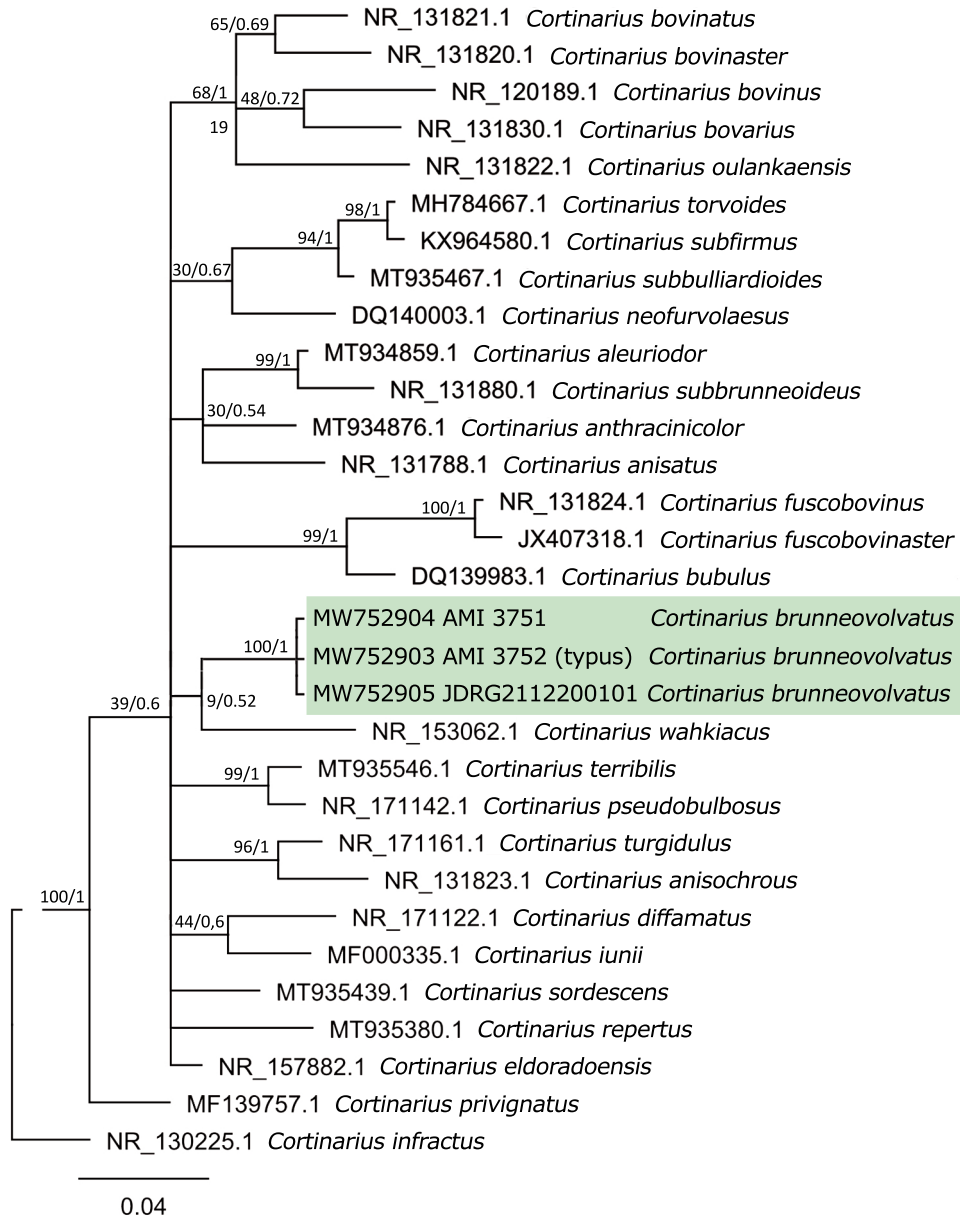 65/0.69
NR_131821.1 Cortinarius bovinatus
NR_131820.1 Cortinarius bovinaster
68/1
48/0.72
NR_120189.1 Cortinarius bovinus
19
NR_131830.1 Cortinarius bovarius
NR_131822.1 Cortinarius oulankaensis
98/1
MH784667.1 Cortinarius torvoides
94/1
KX964580.1 Cortinarius subfirmus
30/0.67
MT935467.1 Cortinarius subbulliardioides
DQ140003.1 Cortinarius neofurvolaesus
99/1
MT934859.1 Cortinarius aleuriodor
NR_131880.1 Cortinarius subbrunneoideus
30/0.54
MT934876.1 Cortinarius anthracinicolor
NR_131788.1 Cortinarius anisatus
100/1
NR_131824.1 Cortinarius fuscobovinus
99/1
JX407318.1 Cortinarius fuscobovinaster
DQ139983.1 Cortinarius bubulus
MW752904 AMI 3751 Cortinarius brunneovolvatus
100/1
MW752903 AMI 3752 (typus) Cortinarius brunneovolvatus
39/0.6
9/0.52
MW752905 JDRG2112200101 Cortinarius brunneovolvatus
NR_153062.1 Cortinarius wahkiacus
99/1
MT935546.1 Cortinarius terribilis
NR_171142.1 Cortinarius pseudobulbosus
96/1
NR_171161.1 Cortinarius turgidulus
NR_131823.1 Cortinarius anisochrous
100/1
44/0,6
NR_171122.1 Cortinarius diffamatus
MF000335.1 Cortinarius iunii
MT935439.1 Cortinarius sordescens
MT935380.1 Cortinarius repertus
NR_157882.1 Cortinarius eldoradoensis
MF139757.1 Cortinarius privignatus
NR_130225.1 Cortinarius infractus
0.04